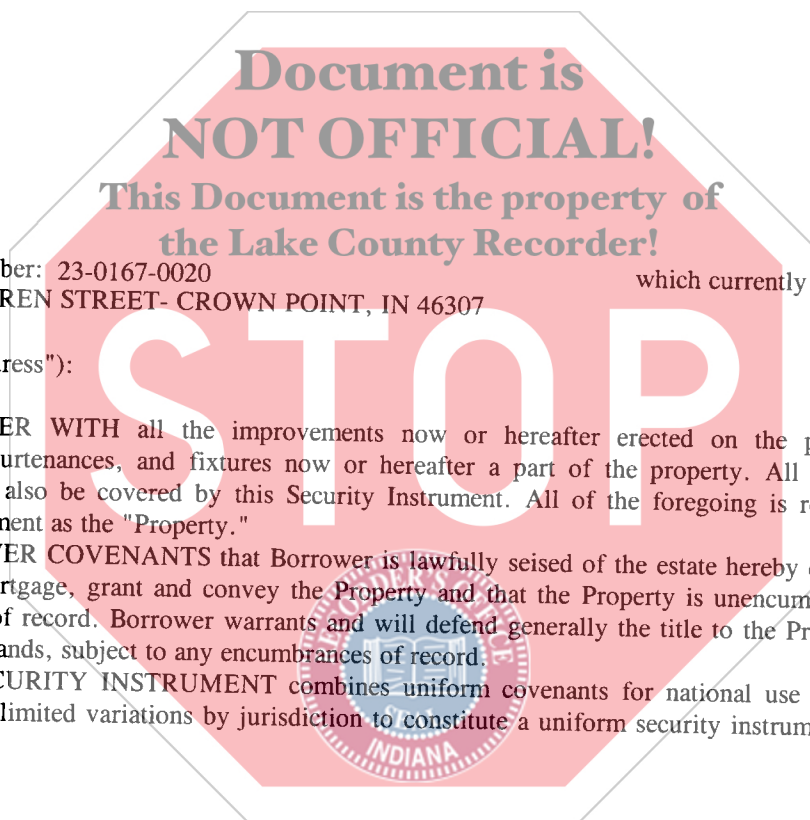 Document is
NOT OFFICIAL!
This Document is the property of
the Lake County Recorder!
ber: 23-0167-0020 which currently
REN STREET- CROWN POINT, IN 46307
ress"):
STOP
ER WITH all the improvements now or hereafter erected on the p
urtenances, and fixtures now or hereafter a part of the property. All
also be covered by this Security Instrument. All of the foregoing is r
ment as the "Property."
ER COVENANTS that Borrower is lawfully seised of the estate hereby
rtgage, grant and convey the Property and that the Property is unencum
of record. Borrower warrants and will defend generally the title to the Pr
ands, subject to any encumbrances of record.
CURITY INSTRUMENT combines uniform covenants for national use
limited variations by jurisdiction to constitute a uniform security instrum
RECORDER'S OFFICE
SEAL
INDIANA